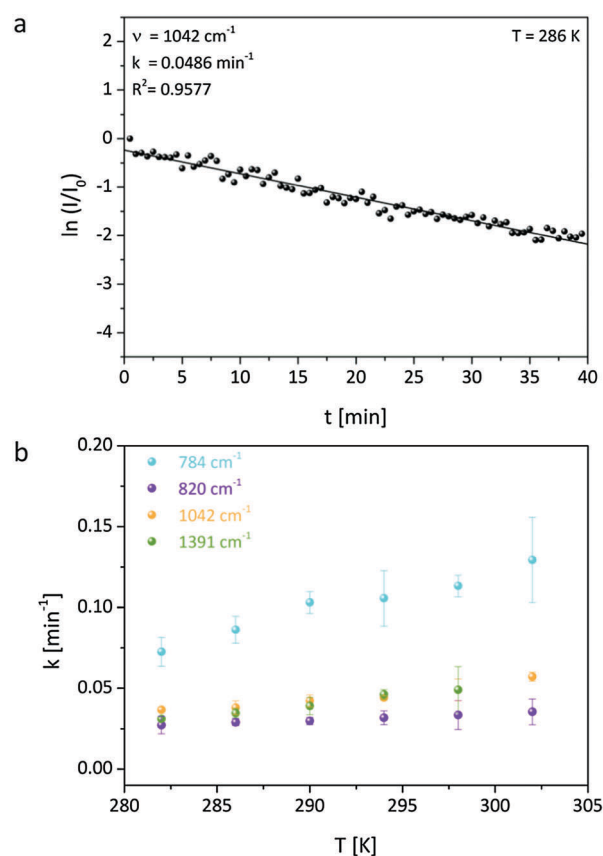 a
ν = 1042 cm⁻¹
T = 286 K
k = 0.0486 min⁻¹
R²= 0.9577
2
1
0
-1
-2
-3
-4
ln (I/I₀)
0 5 10 15 20 25 30 35 40
t [min]
b
0.20
0.15
0.10
0.05
0.00
k [min⁻¹]
784 cm⁻¹
820 cm⁻¹
1042 cm⁻¹
1391 cm⁻¹
280 285 290 295 300 305
T [K]